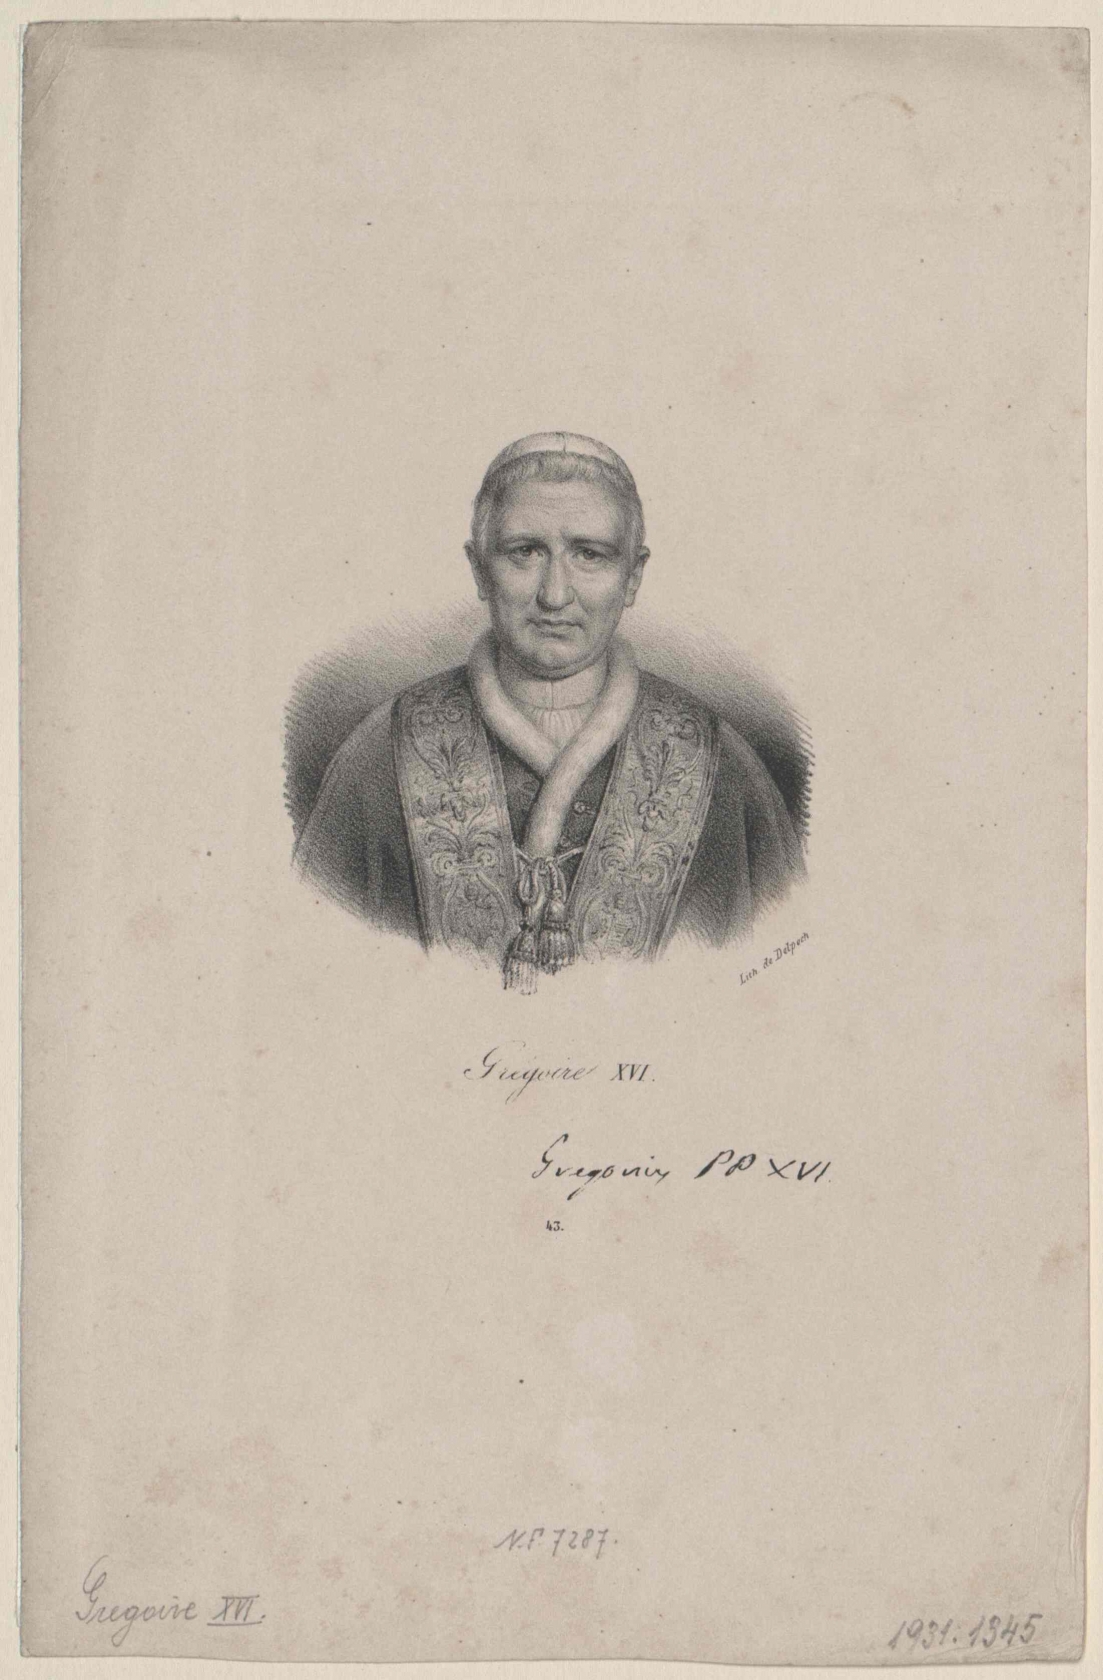 Lith. de Delpech
Grégoire XVI.
Gregorius PP XVI.
43.
N.F. 7287.
Gregoire XVI.
1931.1345